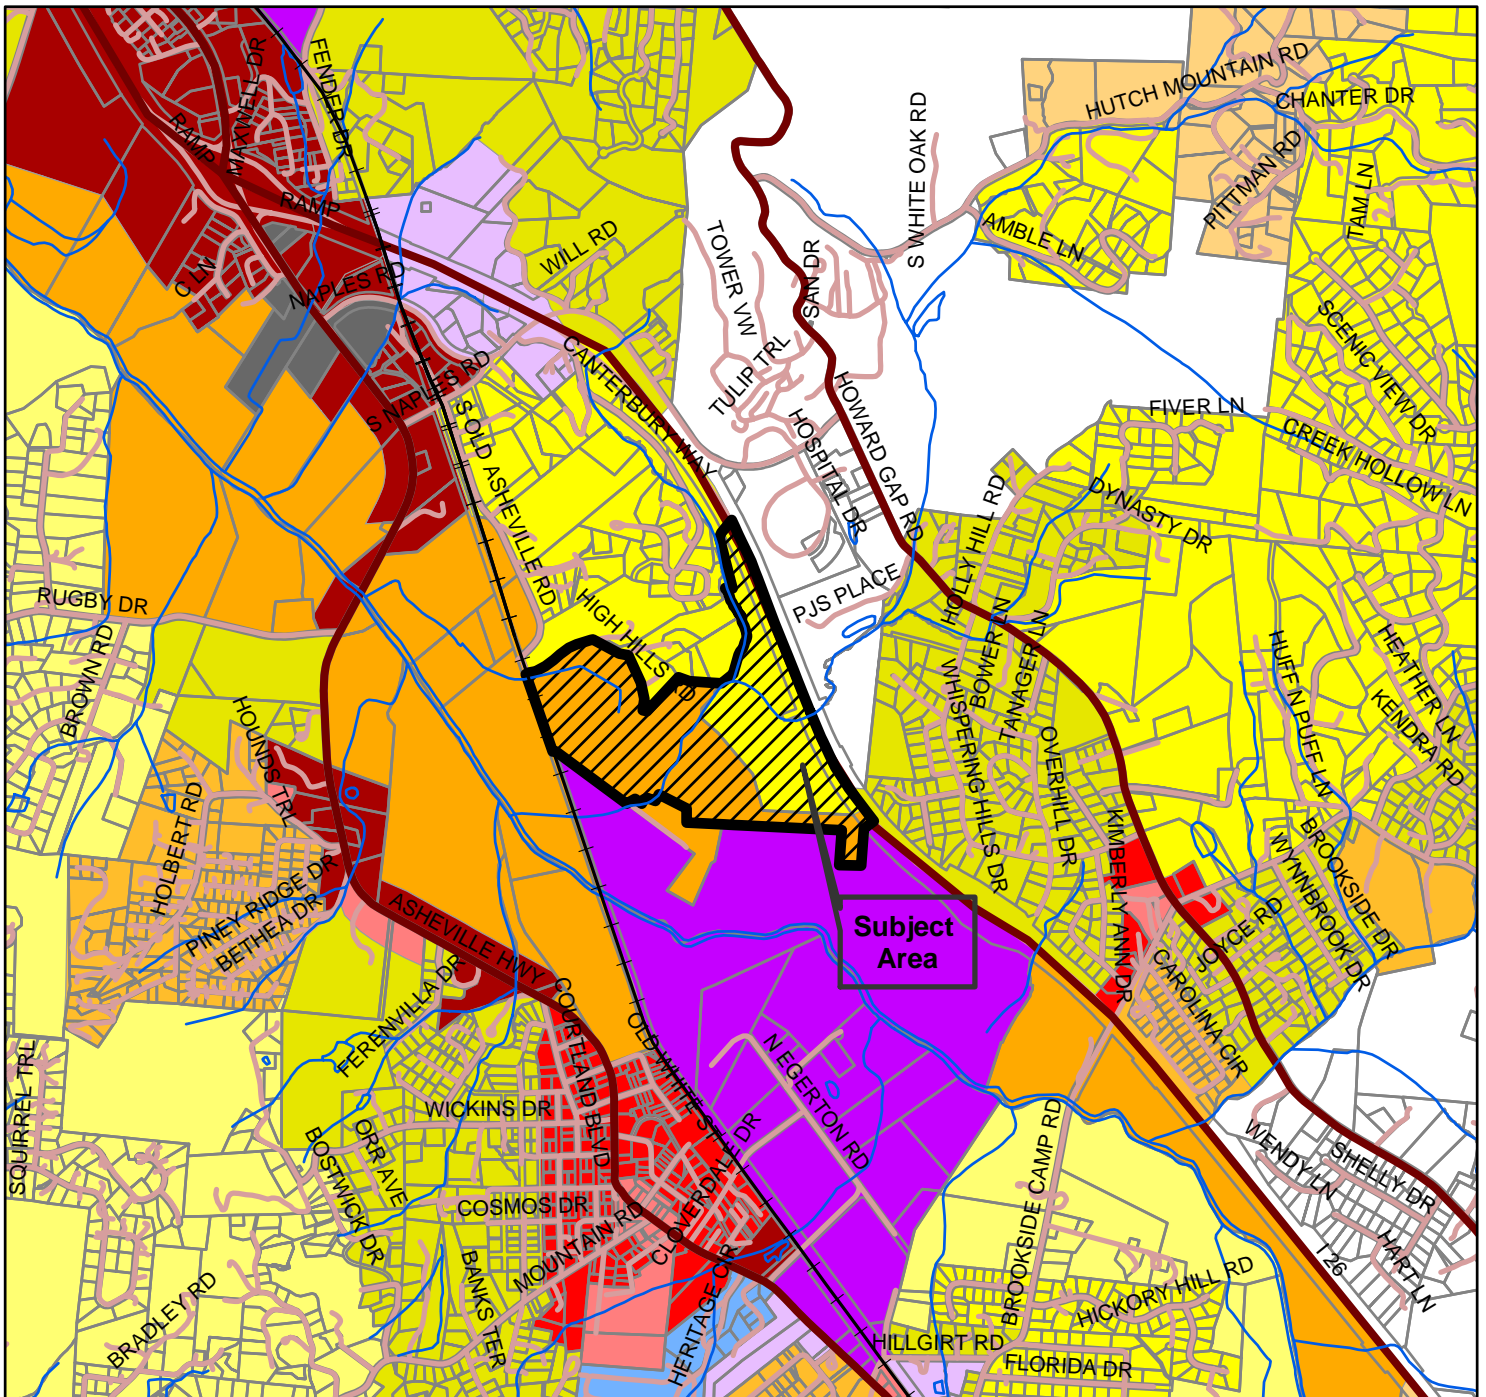 FENDER DR
MAXWELL DR
RAMP
RAMP
HUTCH MOUNTAIN RD
CHANTER DR
S WHITE OAK RD
PITTMAN RD
TAM LN
AMBLE LN
WILL RD
TOWER VW
SAN DR
C LN
NAPLES RD
SCENIC VIEW DR
CANTERBURY WAY
TULIP TRL
S NAPLES RD
HOWARD GAP RD
FIVER LN
S OLD ASHEVILLE RD
HOSPITAL DR
CREEK HOLLOW LN
DYNASTY DR
HOLLY HILL RD
PJS PLACE
RUGBY DR
HIGH HILLS RD
BOWER LN
TANAGER LN
BROWN RD
WHISPERING HILLS DR
HUFF N PUFF LN
HEATHER LN
KEINDRA RD
HOUNDS TRL
OVERHILL DR
HOLBERT RD
KIMBERLY ANN DR
BROOKSIDE DR
WYNNBROOK DR
PINEY RIDGE DR
BETHEA DR
ASHEVILLE HWY
Subject
Area
JOYCE RD
CAROLINA CIR
FERENVILLA DR
COURTLAND BLVD
OLD WHITE ST
N EGERTON RD
SQUIRREL TRL
WICKINS DR
ORR AVE
BOSTWICK DR
CLOVERDALE DR
BROOKSIDE CAMP RD
WENDY LN
SHELLY DR
COSMOS DR
MOUNTAIN RD
HART LN
I 26
BANKS TER
HERITAGE CIR
BRADLEY RD
HICKORY HILL RD
HILLGIRT RD
FLORIDA DR